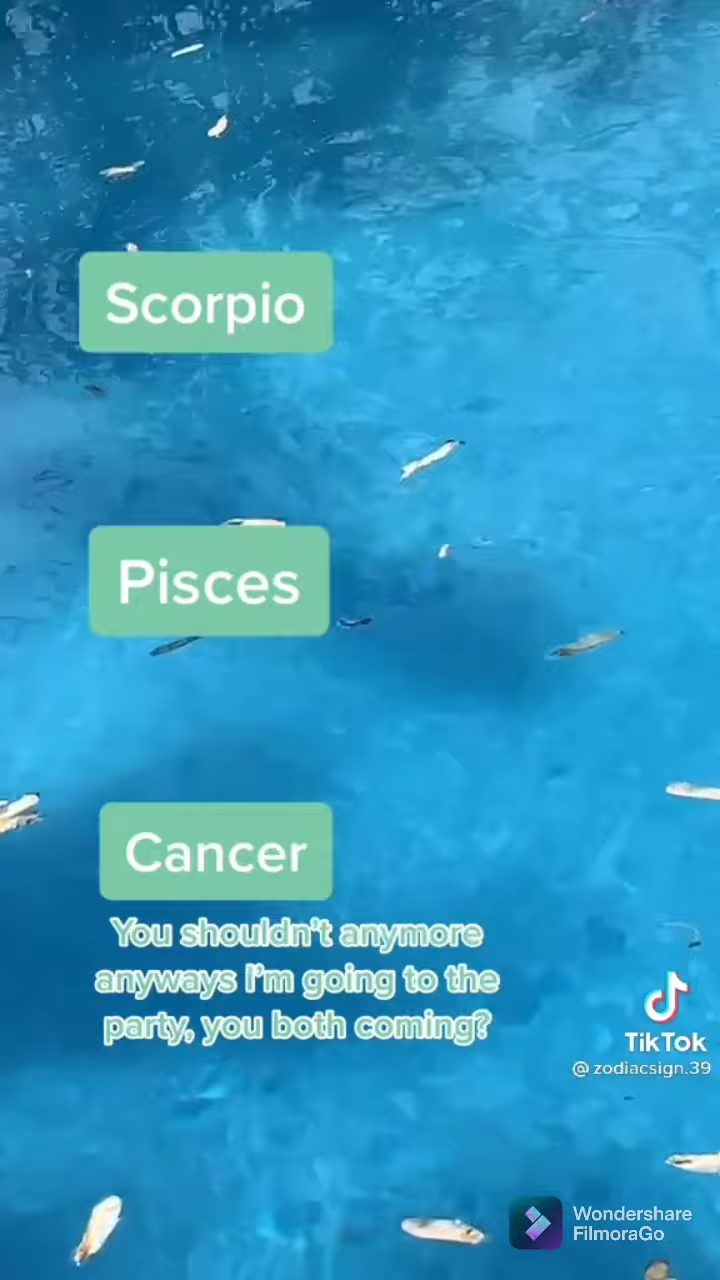 Scorpio
Pisces
Cancer
You shouldn't anymore
anyways I'm going to the
party, you both coming?
TikTok
@zodiacsign.39
Wondershare
FilmoraGo